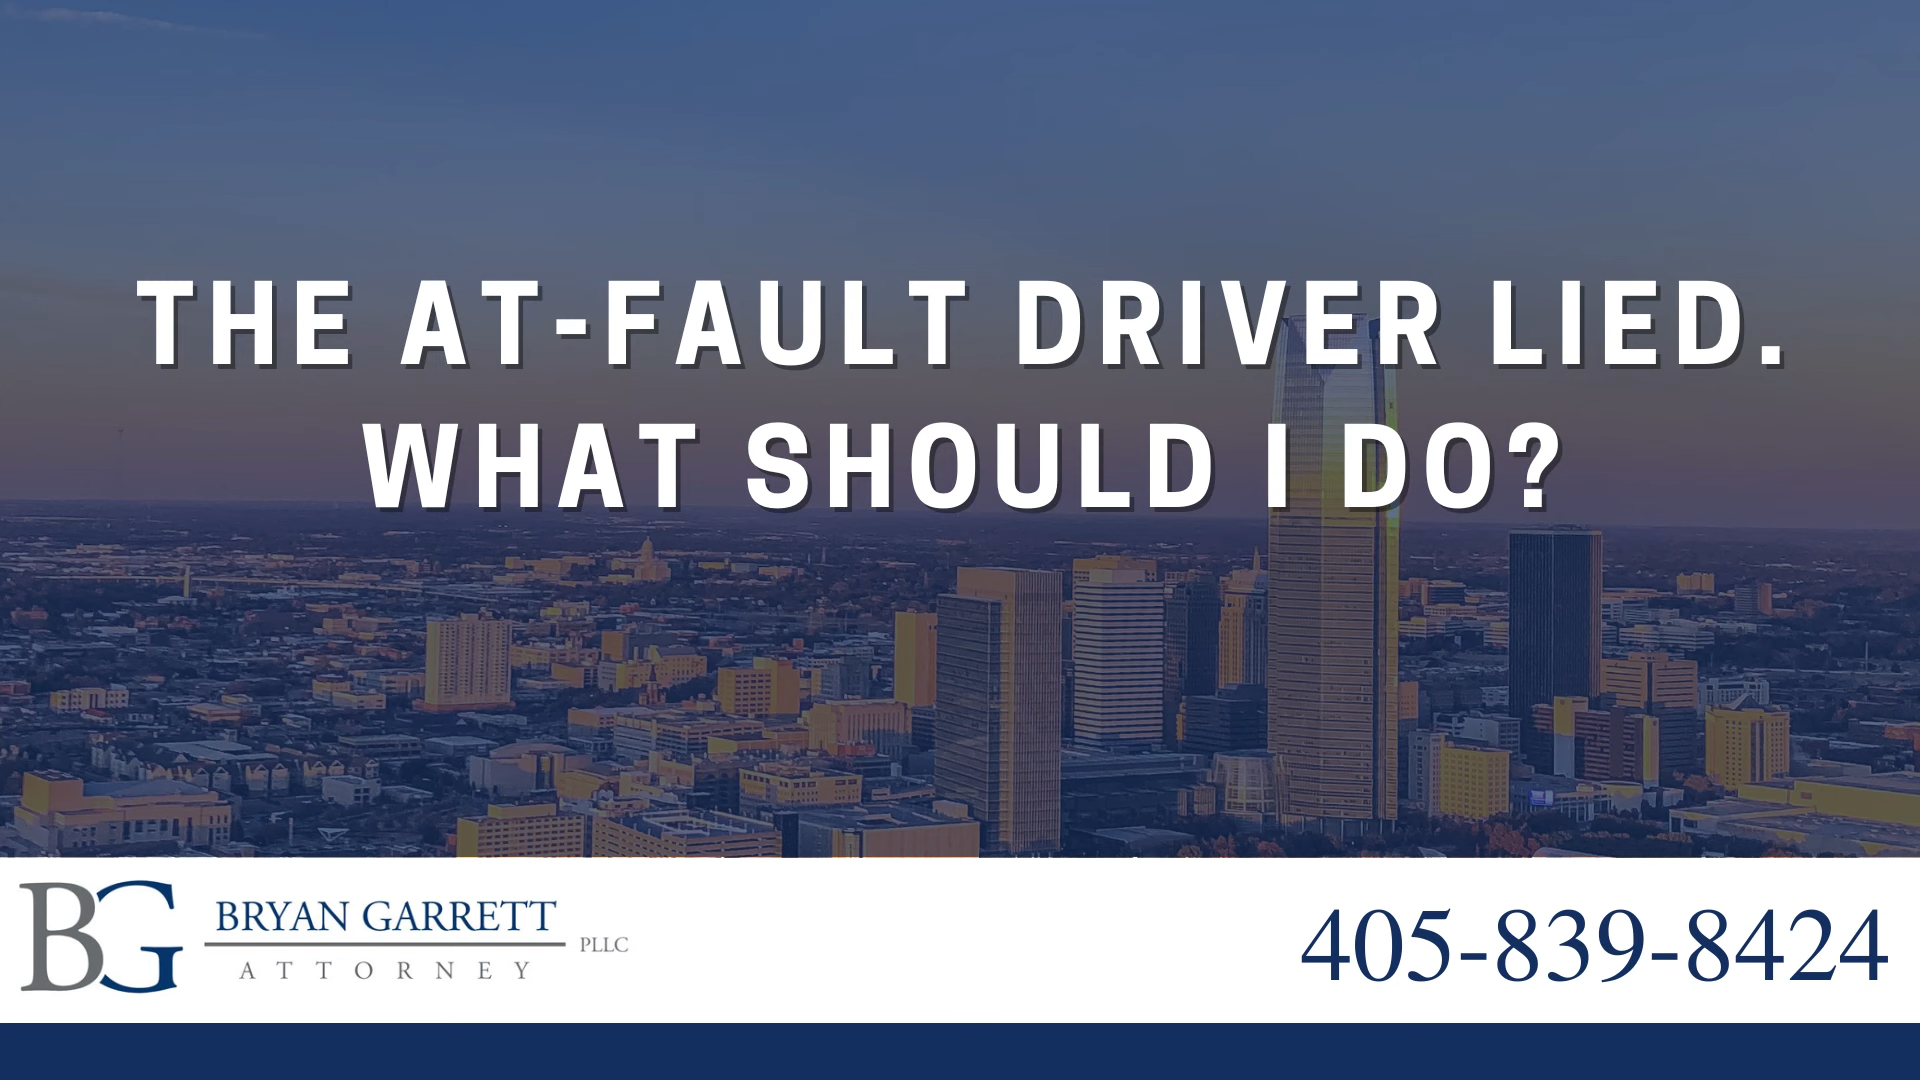 THE AT-FAULT DRIVER LIED.
WHAT SHOULD I DO?
BG
BRYAN GARRETT
PLLC
ATTORNEY
405-839-8424